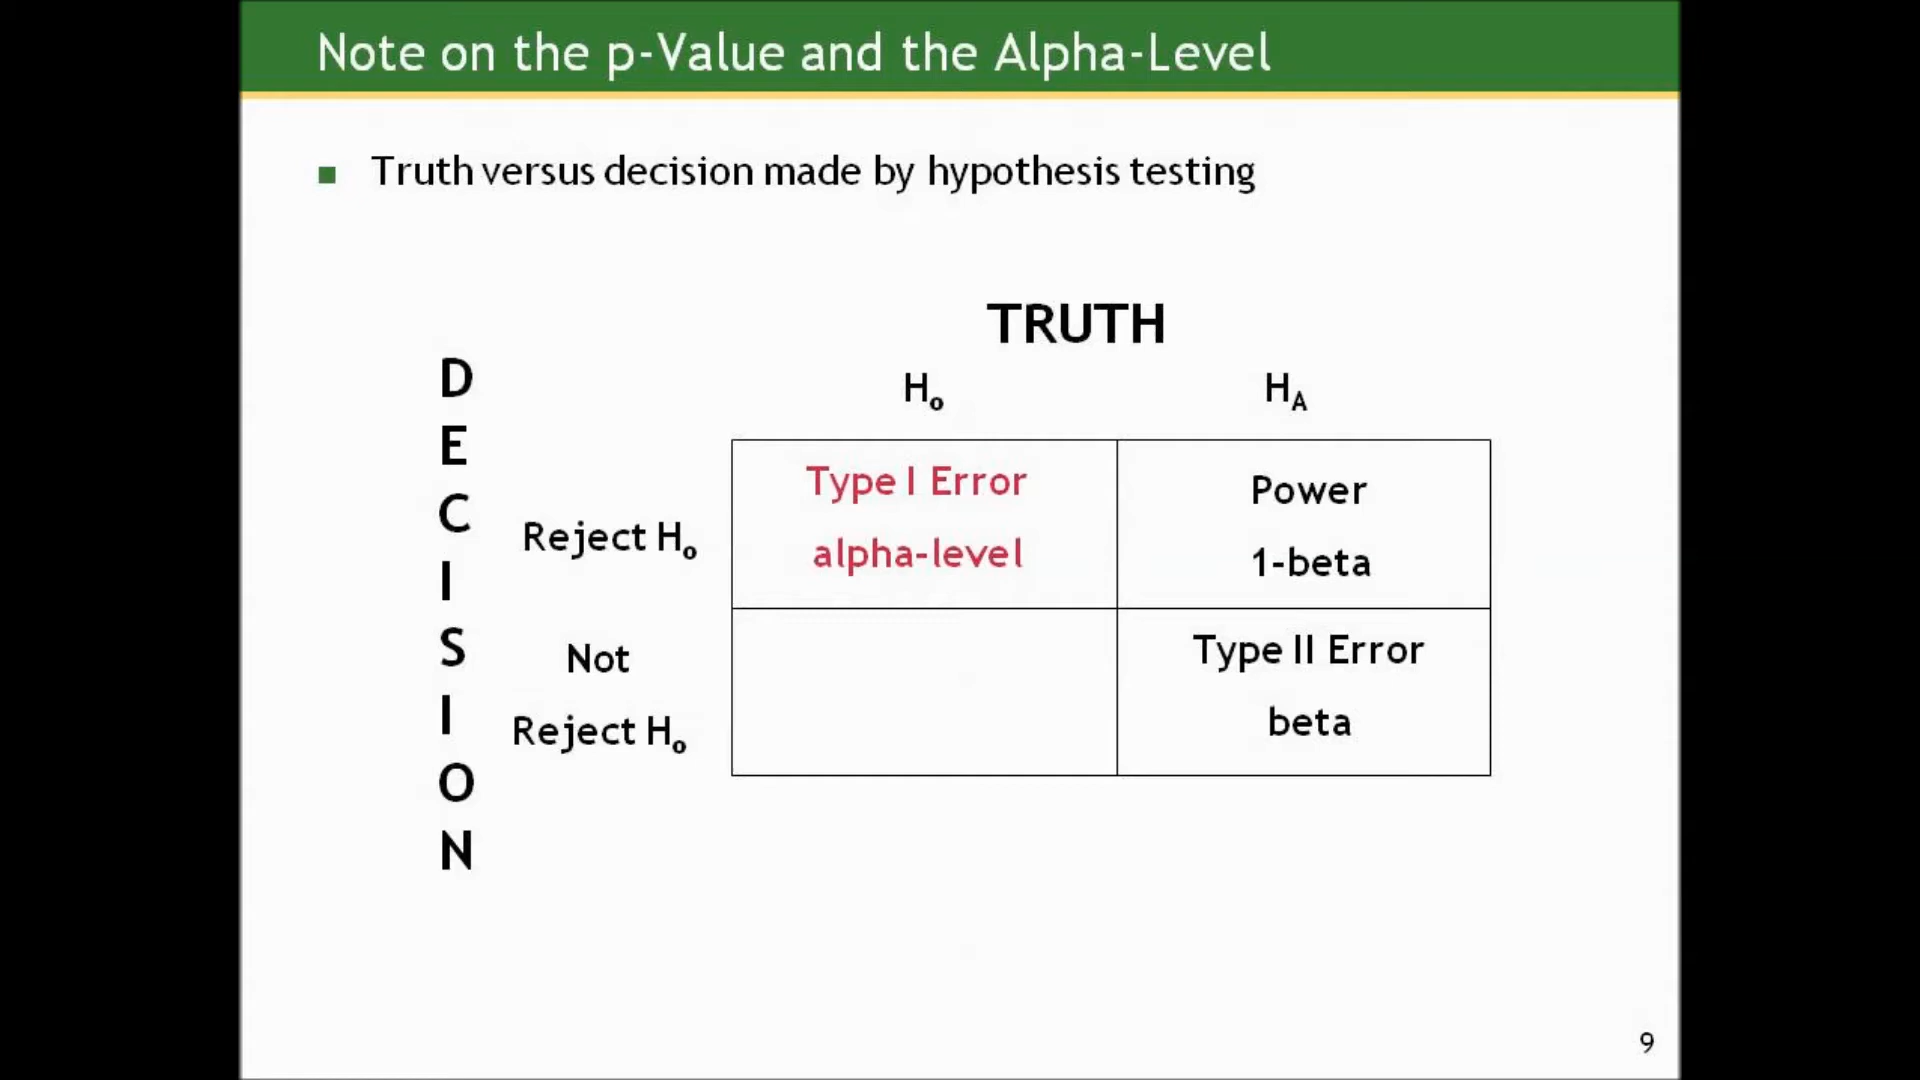 Note on the p-Value and the Alpha-Level
Truth versus decision made by hypothesis testing
TRUTH
Ho
HA
D
E
C
I
S
I
O
N
Reject Ho
Type I Error
alpha-level
Power
1-beta
Not
Reject Ho
Type II Error
beta
9